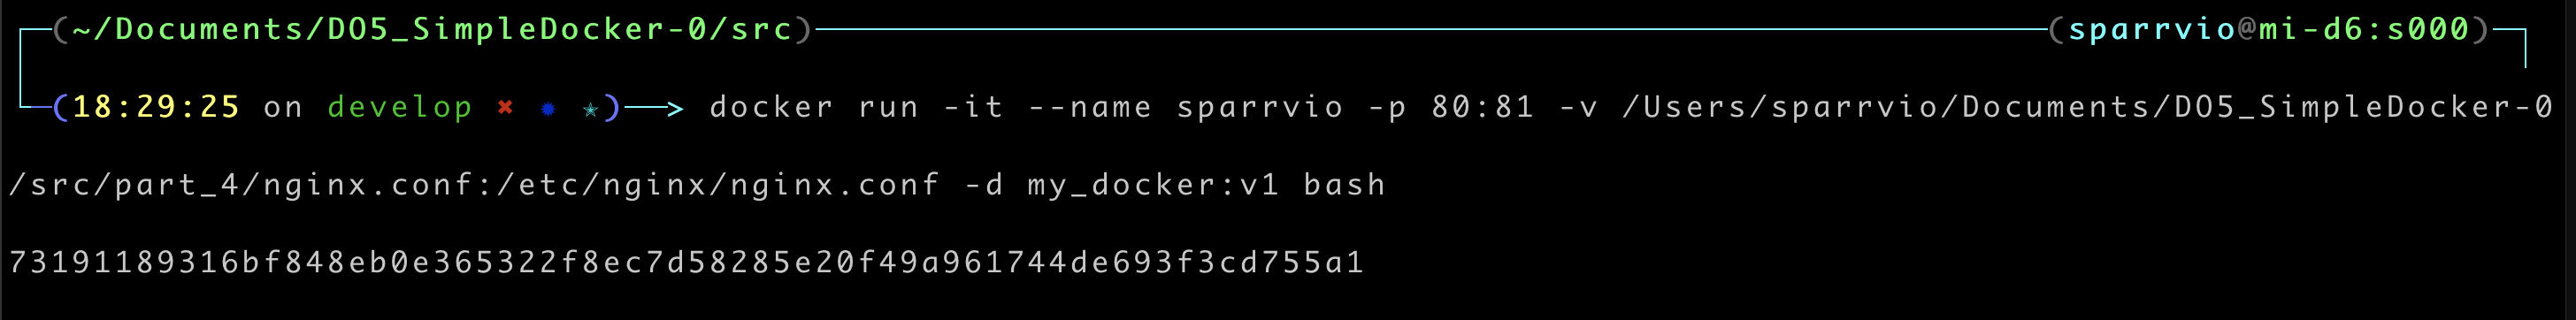 (~/Documents/DO5_SimpleDocker-0/src) (sparrvio@mi-d6:s000)
(18:29:25 on develop ✖ ✹ ✭)──> docker run -it --name sparrvio -p 80:81 -v /Users/sparrvio/Documents/DO5_SimpleDocker-0
/src/part_4/nginx.conf:/etc/nginx/nginx.conf -d my_docker:v1 bash
73191189316bf848eb0e365322f8ec7d58285e20f49a961744de693f3cd755a1